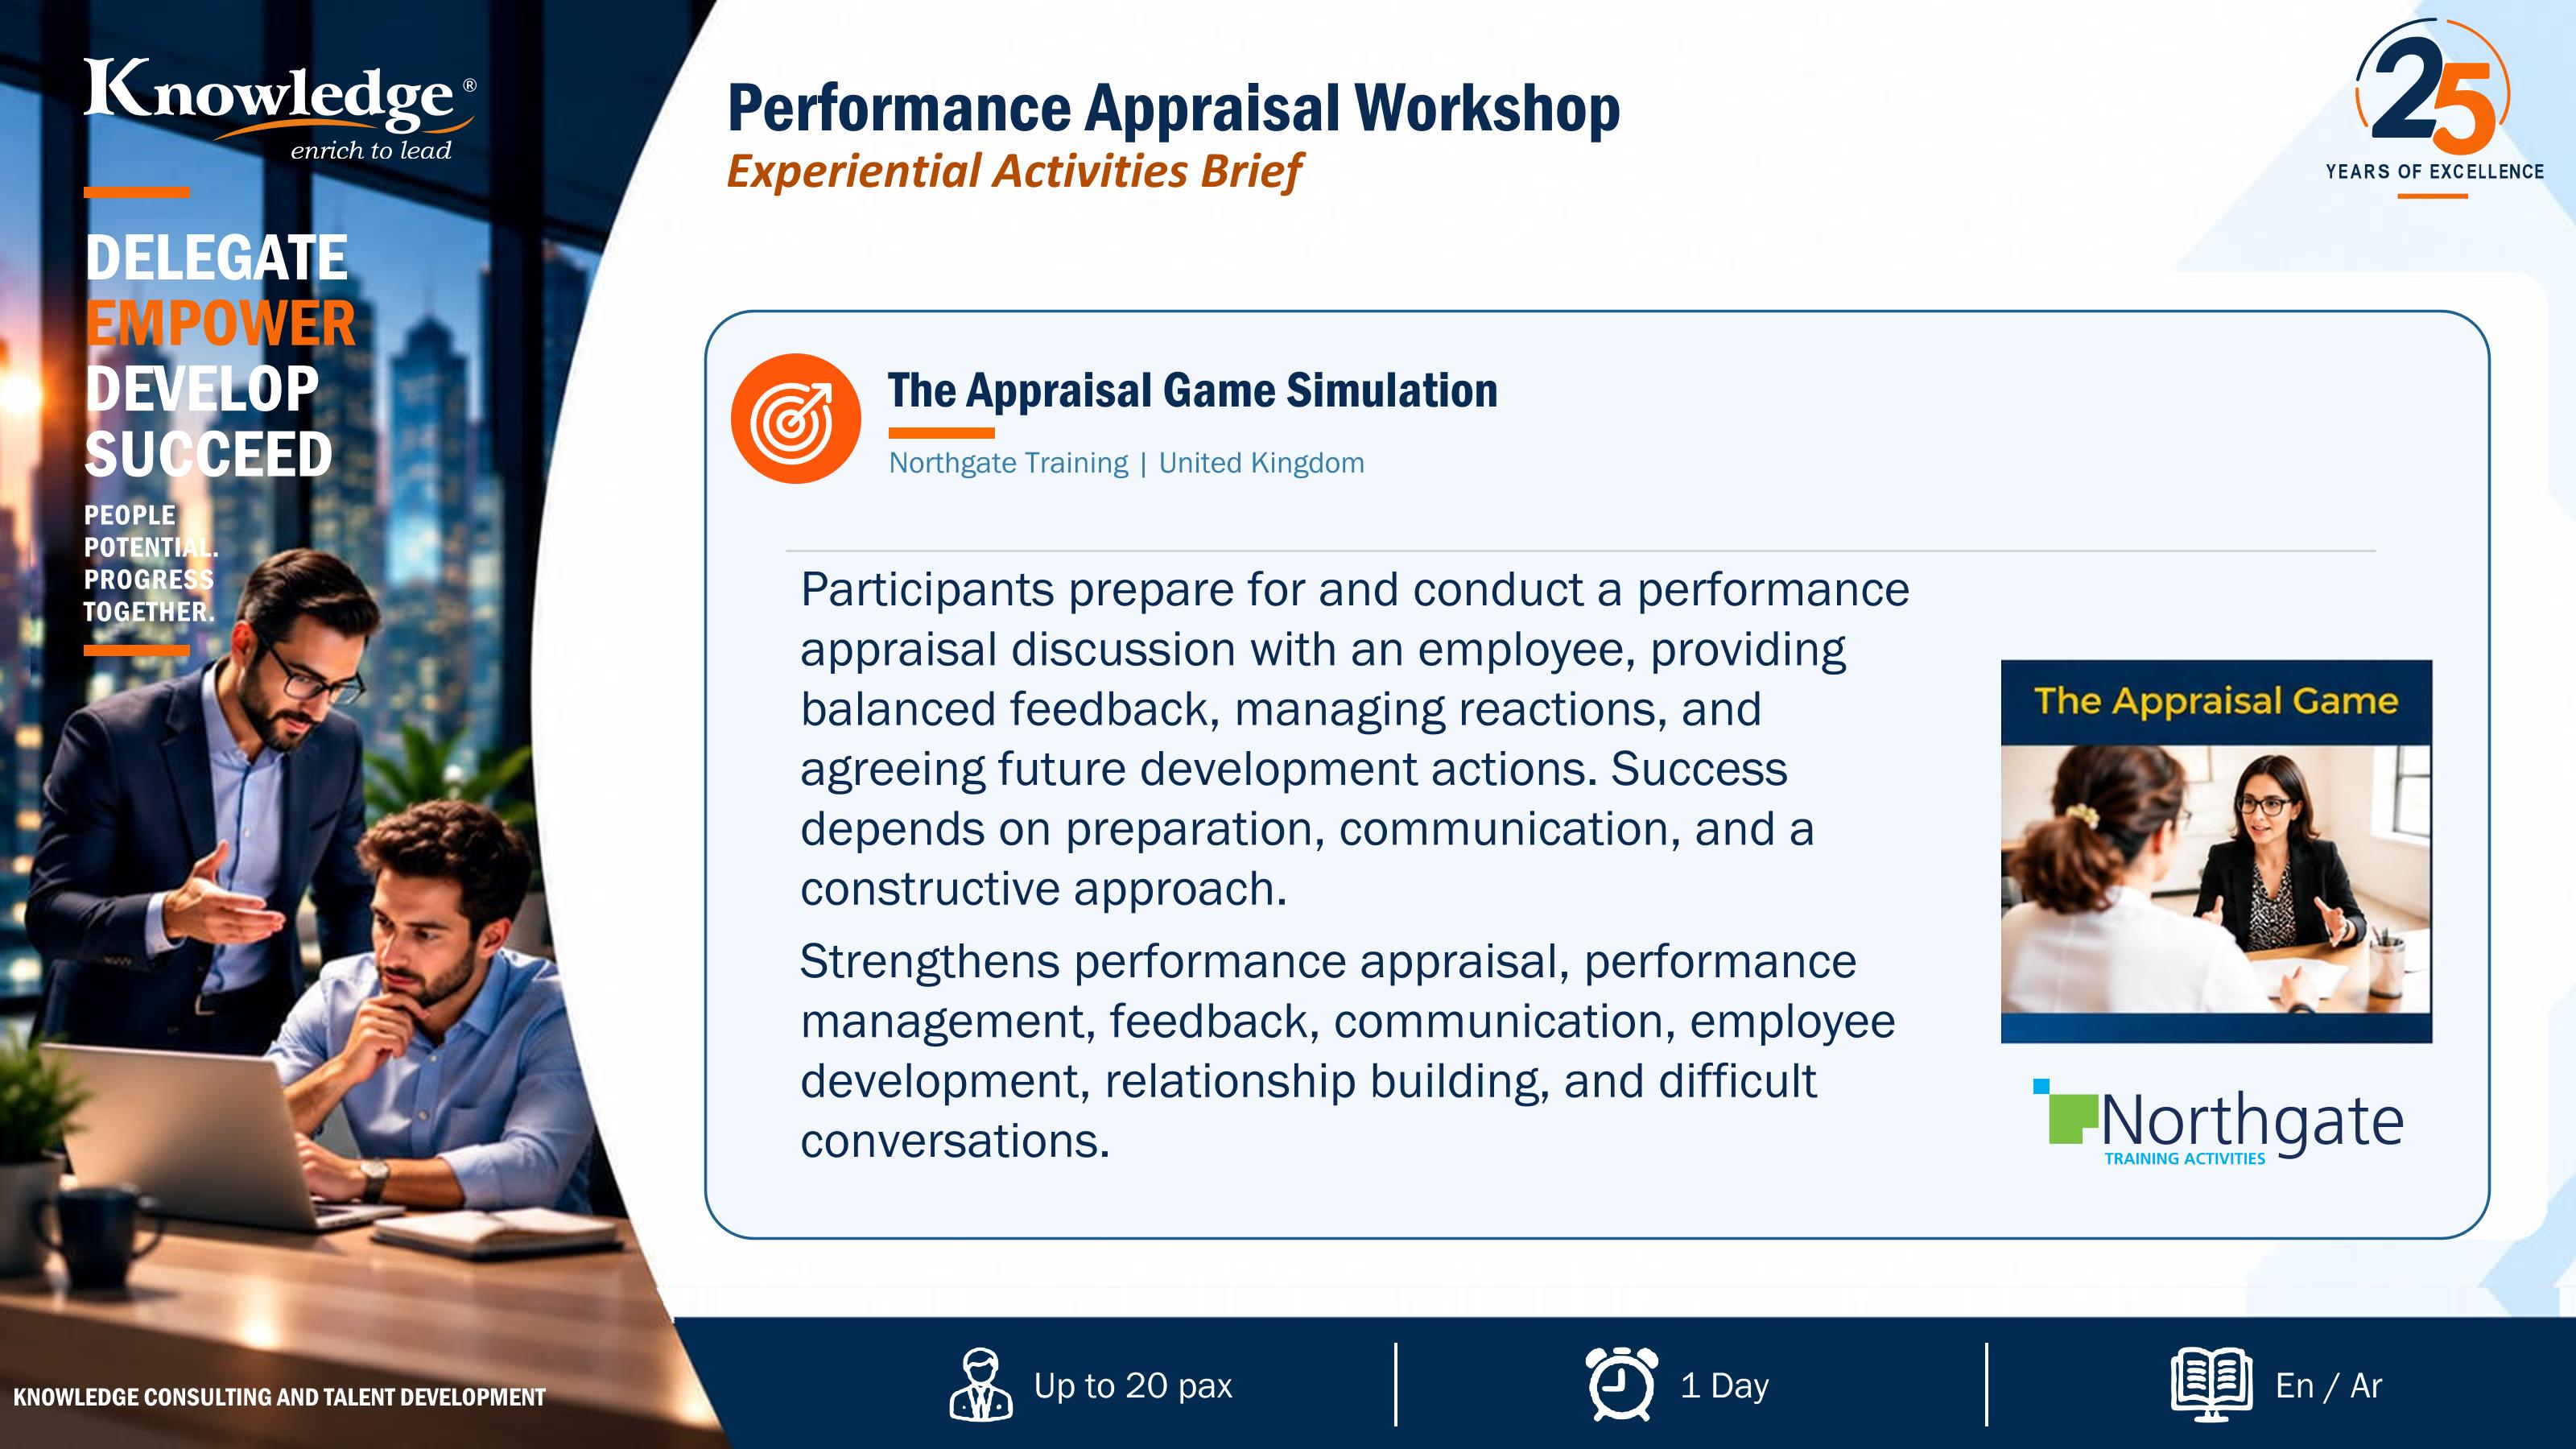 Knowledge®
enrich to lead
DELEGATE
EMPOWER
DEVELOP
SUCCEED
PEOPLE
POTENTIAL.
PROGRESS
TOGETHER.
KNOWLEDGE CONSULTING AND TALENT DEVELOPMENT
Performance Appraisal Workshop
Experiential Activities Brief
25
YEARS OF EXCELLENCE
The Appraisal Game Simulation
Northgate Training | United Kingdom
Participants prepare for and conduct a performance
appraisal discussion with an employee, providing
balanced feedback, managing reactions, and
agreeing future development actions. Success
depends on preparation, communication, and a
constructive approach.
Strengthens performance appraisal, performance
management, feedback, communication, employee
development, relationship building, and difficult
conversations.
The Appraisal Game
Northgate
TRAINING ACTIVITIES
Up to 20 pax
1 Day
En / Ar